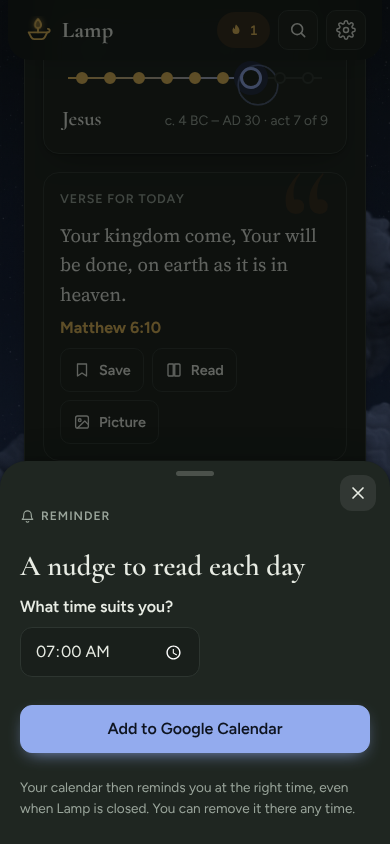 Lamp
1
Jesus
c. 4 BC – AD 30 · act 7 of 9
VERSE FOR TODAY
Your kingdom come, Your will
be done, on earth as it is in
heaven.
Matthew 6:10
Save
Read
Picture
REMINDER
A nudge to read each day
What time suits you?
07:00 AM
Add to Google Calendar
Your calendar then reminds you at the right time, even
when Lamp is closed. You can remove it there any time.